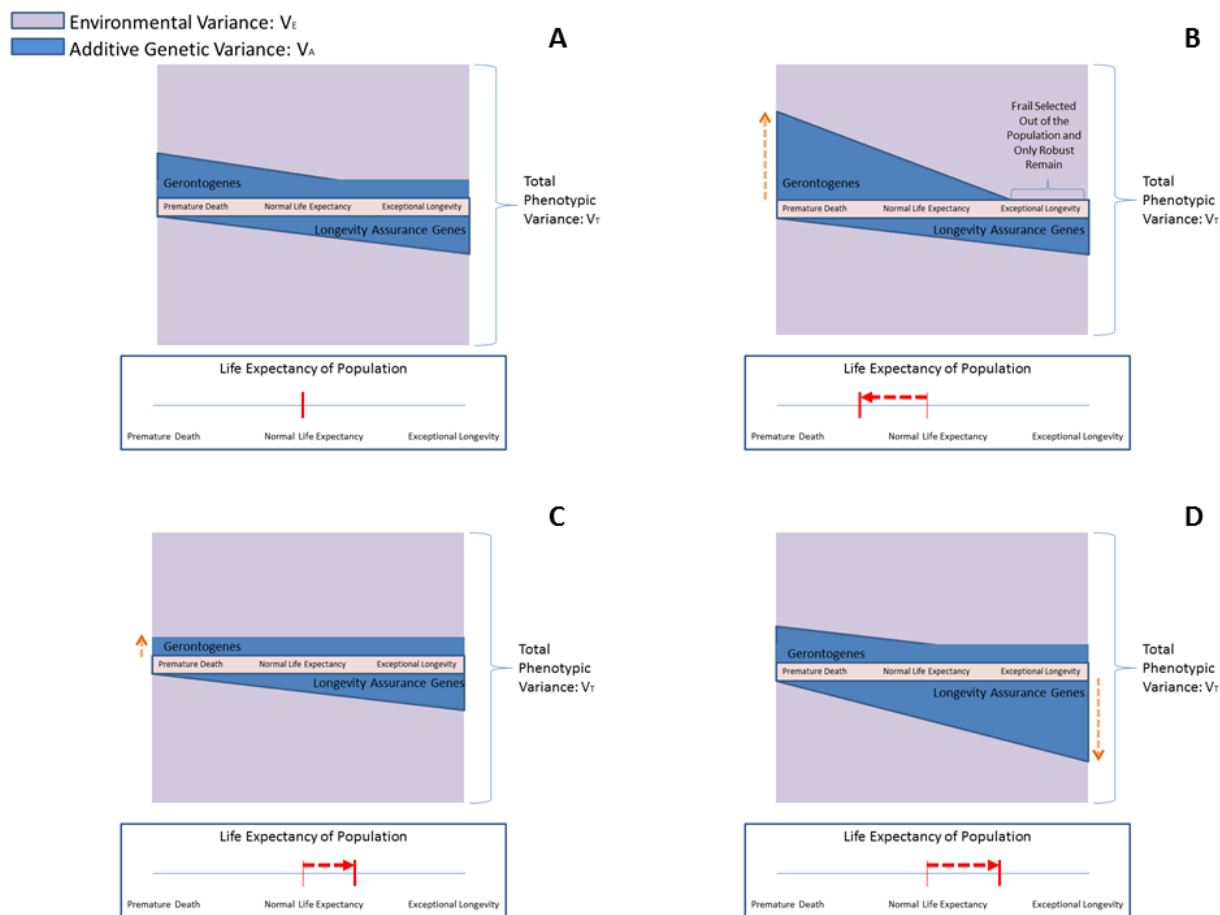 Environmental Variance: VE
Additive Genetic Variance: VA
A
Gerontogenes
Premature Death Normal Life Expectancy Exceptional Longevity
Longevity Assurance Genes
Total
Phenotypic
Variance: VT
Life Expectancy of Population
Premature Death Normal Life Expectancy Exceptional Longevity
B
Frail Selected
Out of the
Population and
Only Robust
Remain
Gerontogenes
Premature Death Normal Life Expectancy Exceptional Longevity
Longevity Assurance Genes
Total
Phenotypic
Variance: VT
Life Expectancy of Population
Premature Death Normal Life Expectancy Exceptional Longevity
C
Gerontogenes
Premature Death Normal Life Expectancy Exceptional Longevity
Longevity Assurance Genes
Total
Phenotypic
Variance: VT
Life Expectancy of Population
Premature Death Normal Life Expectancy Exceptional Longevity
D
Gerontogenes
Premature Death Normal Life Expectancy Exceptional Longevity
Longevity Assurance Genes
Total
Phenotypic
Variance: VT
Life Expectancy of Population
Premature Death Normal Life Expectancy Exceptional Longevity